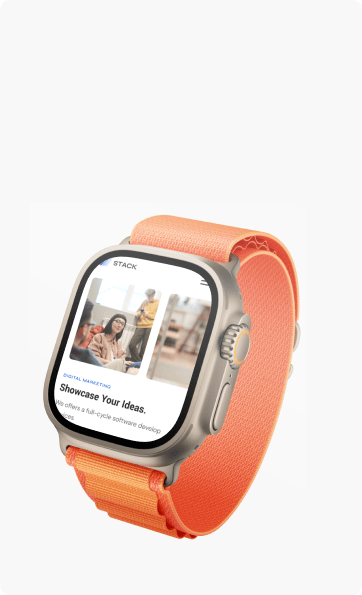 STACK
DIGITAL MARKETING
Showcase Your Ideas.
We offers a full-cycle software develop